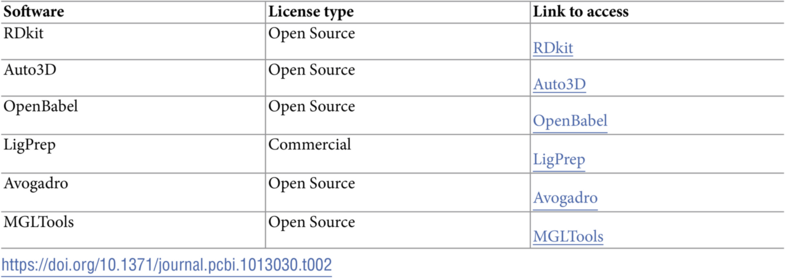 Software License type Link to access
RDkit Open Source RDkit
Auto3D Open Source Auto3D
OpenBabel Open Source OpenBabel
LigPrep Commercial LigPrep
Avogadro Open Source Avogadro
MGLTools Open Source MGLTools
https://doi.org/10.1371/journal.pcbi.1013030.t002